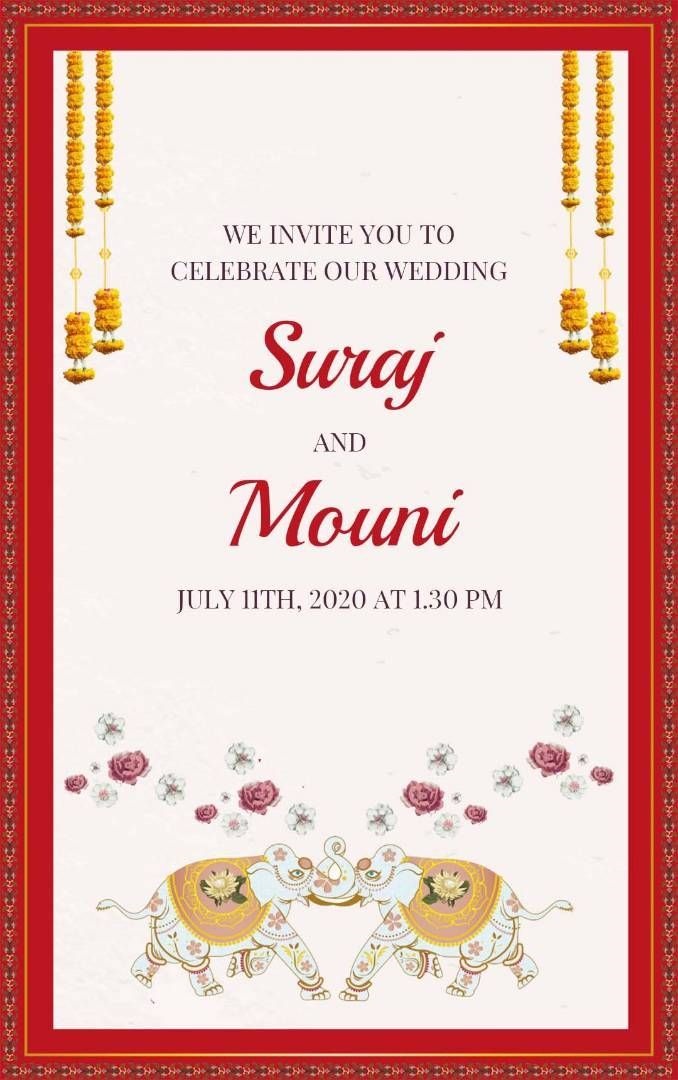 WE INVITE YOU TO
CELEBRATE OUR WEDDING
Suraj
AND
Mouni
JULY 11TH, 2020 AT 1.30 PM